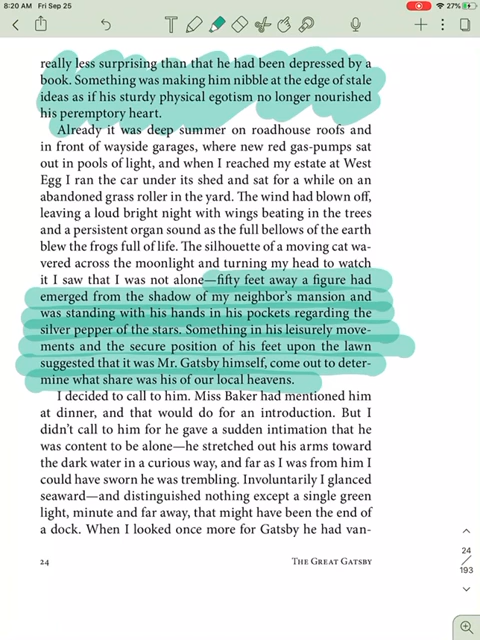 8:20 AM Fri Sep 25
27%
really less surprising than that he had been depressed by a
book. Something was making him nibble at the edge of stale
ideas as if his sturdy physical egotism no longer nourished
his peremptory heart.
Already it was deep summer on roadhouse roofs and
in front of wayside garages, where new red gas-pumps sat
out in pools of light, and when I reached my estate at West
Egg I ran the car under its shed and sat for a while on an
abandoned grass roller in the yard. The wind had blown off,
leaving a loud bright night with wings beating in the trees
and a persistent organ sound as the full bellows of the earth
blew the frogs full of life. The silhouette of a moving cat wa-
vered across the moonlight and turning my head to watch
it I saw that I was not alone—fifty feet away a figure had
emerged from the shadow of my neighbor's mansion and
was standing with his hands in his pockets regarding the
silver pepper of the stars. Something in his leisurely move-
ments and the secure position of his feet upon the lawn
suggested that it was Mr. Gatsby himself, come out to deter-
mine what share was his of our local heavens.
I decided to call to him. Miss Baker had mentioned him
at dinner, and that would do for an introduction. But I
didn't call to him for he gave a sudden intimation that he
was content to be alone—he stretched out his arms toward
the dark water in a curious way, and far as I was from him I
could have sworn he was trembling. Involuntarily I glanced
seaward—and distinguished nothing except a single green
light, minute and far away, that might have been the end of
a dock. When I looked once more for Gatsby he had van-
24
The Great Gatsby
24
193